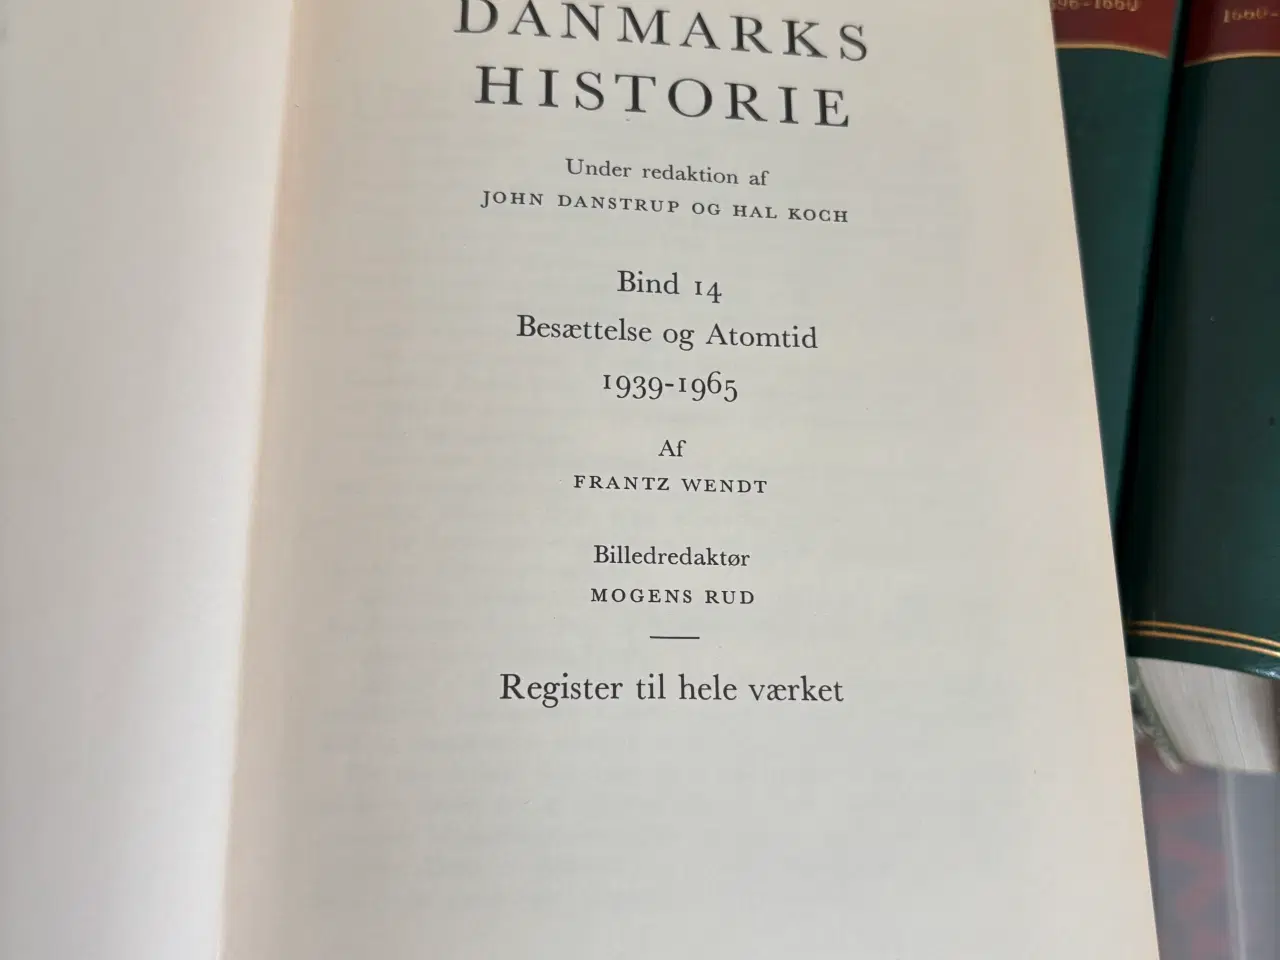 DANMARKS
HISTORIE
Under redaktion af
JOHN DANSTRUP OG HAL KOCH
Bind 14
Besættelse og Atomtid
1939-1965
Af
FRANTZ WENDT
Billedredaktør
MOGENS RUD
Register til hele værket
1660-